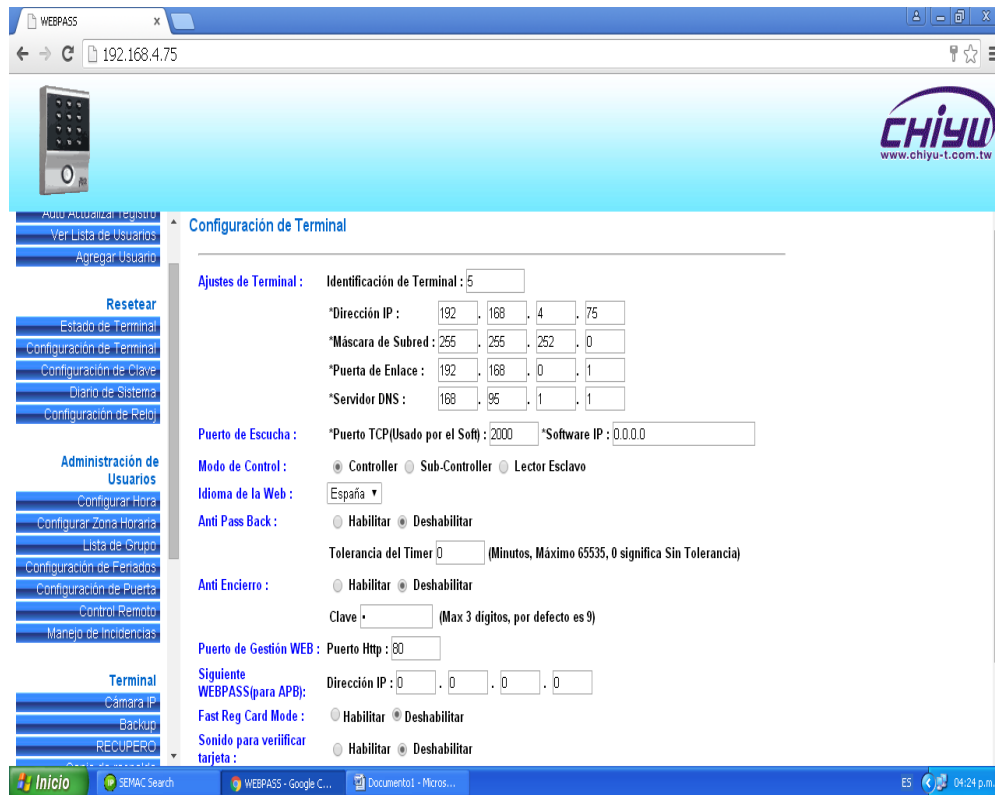 WEBPASS
192.168.4.75
CHIYU
www.chiyu-t.com.tw
Auto Actualizar registro
Ver Lista de Usuarios
Agregar Usuario
Resetear
Estado de Terminal
Configuración de Terminal
Configuración de Clave
Diario de Sistema
Configuración de Reloj
Administración de
Usuarios
Configurar Hora
Configurar Zona Horaria
Lista de Grupo
Configuración de Feriados
Configuración de Puerta
Control Remoto
Manejo de Incidencias
Terminal
Cámara IP
Backup
RECUPERO
Configuración de Terminal
Ajustes de Terminal : Identificación de Terminal : 5
*Dirección IP : 192 . 168 . 4 . 75
*Máscara de Subred : 255 . 255 . 252 . 0
*Puerta de Enlace : 192 . 168 . 0 . 1
*Servidor DNS : 168 . 95 . 1 . 1
Puerto de Escucha : *Puerto TCP(Usado por el Soft) : 2000 *Software IP : 0.0.0.0
Modo de Control : Controller Sub-Controller Lector Esclavo
Idioma de la Web : España
Anti Pass Back : Habilitar Deshabilitar
Tolerancia del Timer 0 (Minutos, Máximo 65535, 0 significa Sin Tolerancia)
Anti Encierro : Habilitar Deshabilitar
Clave • (Max 3 dígitos, por defecto es 9)
Puerto de Gestión WEB : Puerto Http : 80
Siguiente
WEBPASS(para APB): Dirección IP : 0 . 0 . 0 . 0
Fast Reg Card Mode : Habilitar Deshabilitar
Sonido para veriificar
tarjeta : Habilitar Deshabilitar
Inicio SEMAC Search WEBPASS - Google C... Documento1 - Micros... ES 04:24 p.m.